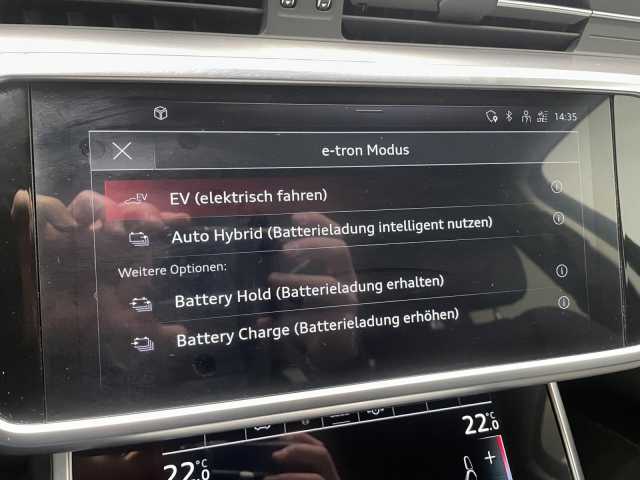 14:35
e-tron Modus
EV
EV (elektrisch fahren)
Auto Hybrid (Batterieladung intelligent nutzen)
Weitere Optionen:
Battery Hold (Batterieladung erhalten)
Battery Charge (Batterieladung erhöhen)
22.0 °C
22.0 °C
+